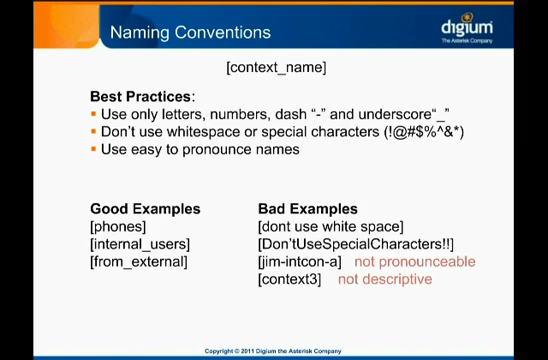 Naming Conventions
digium
The Asterisk Company
[context_name]
Best Practices:
Use only letters, numbers, dash “-” and underscore“_”
Don’t use whitespace or special characters (!@#$%^&*)
Use easy to pronounce names
Good Examples
[phones]
[internal_users]
[from_external]
Bad Examples
[dont use white space]
[Don’tUseSpecialCharacters!!]
[jim-intcon-a] not pronounceable
[context3] not descriptive
Copyright © 2011 Digium the Asterisk Company